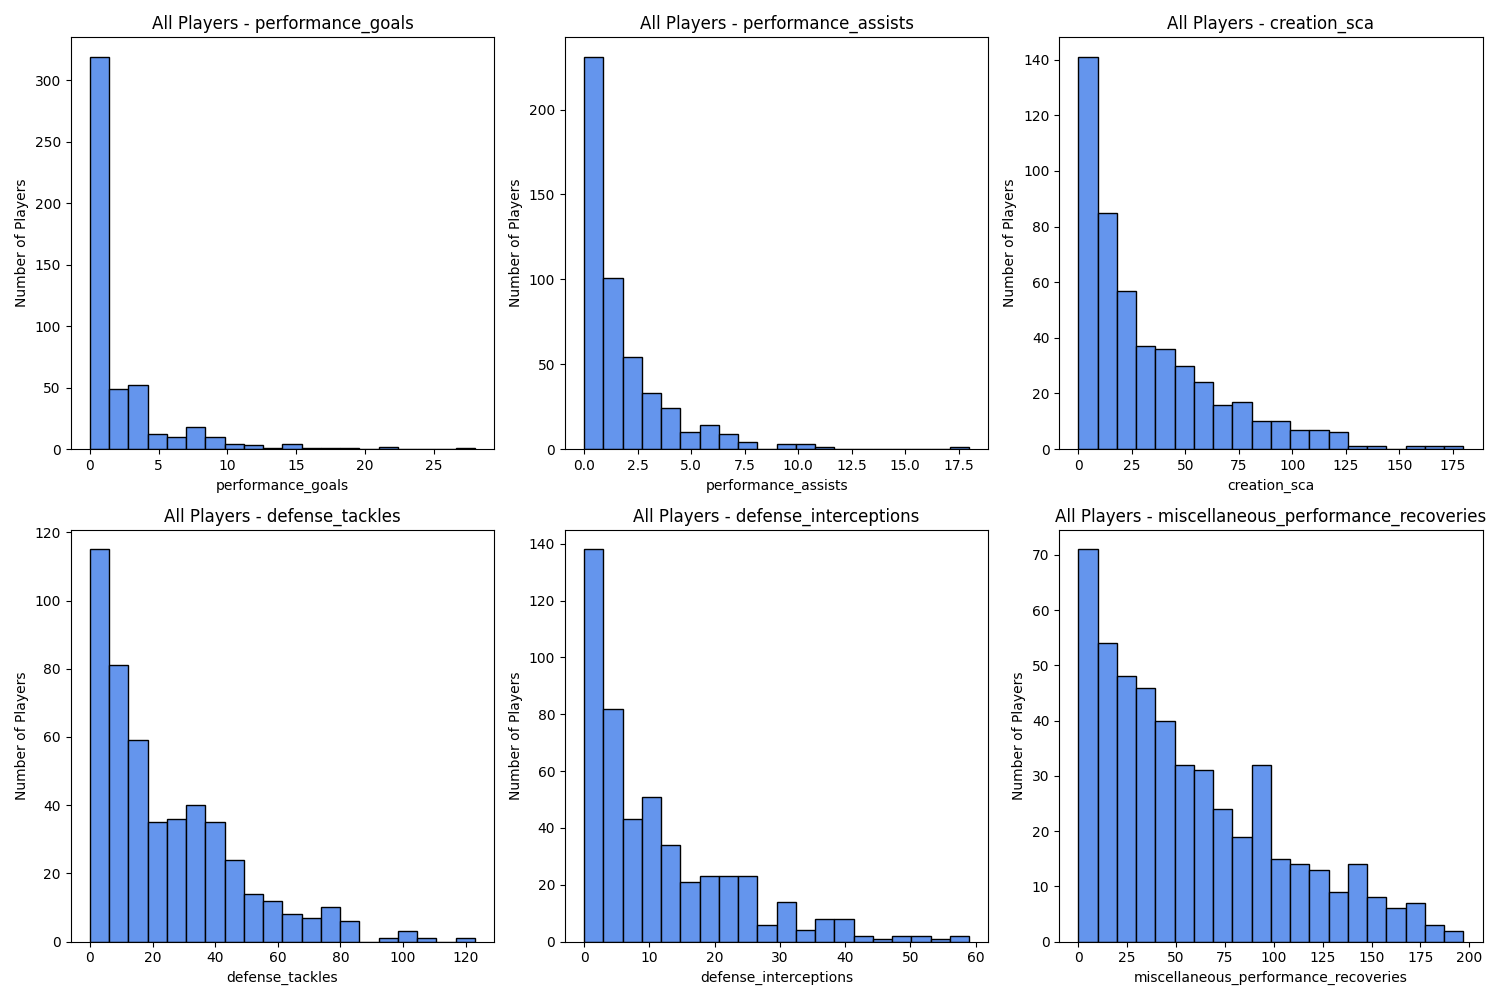 All Players - performance_goals
Number of Players
0 50 100 150 200 250 300
0 5 10 15 20 25
performance_goals
All Players - performance_assists
Number of Players
0 50 100 150 200
0.0 2.5 5.0 7.5 10.0 12.5 15.0 17.5
performance_assists
All Players - creation_sca
Number of Players
0 20 40 60 80 100 120 140
0 25 50 75 100 125 150 175
creation_sca
All Players - defense_tackles
Number of Players
0 20 40 60 80 100 120
0 20 40 60 80 100 120
defense_tackles
All Players - defense_interceptions
Number of Players
0 20 40 60 80 100 120 140
0 10 20 30 40 50 60
defense_interceptions
All Players - miscellaneous_performance_recoveries
Number of Players
0 10 20 30 40 50 60 70
0 25 50 75 100 125 150 175 200
miscellaneous_performance_recoveries